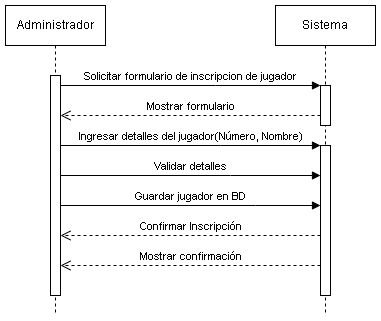 Administrador
Sistema
Solicitar formulario de inscripcion de jugador
Mostrar formulario
Ingresar detalles del jugador(Número, Nombre)
Validar detalles
Guardar jugador en BD
Confirmar Inscripción
Mostrar confirmación